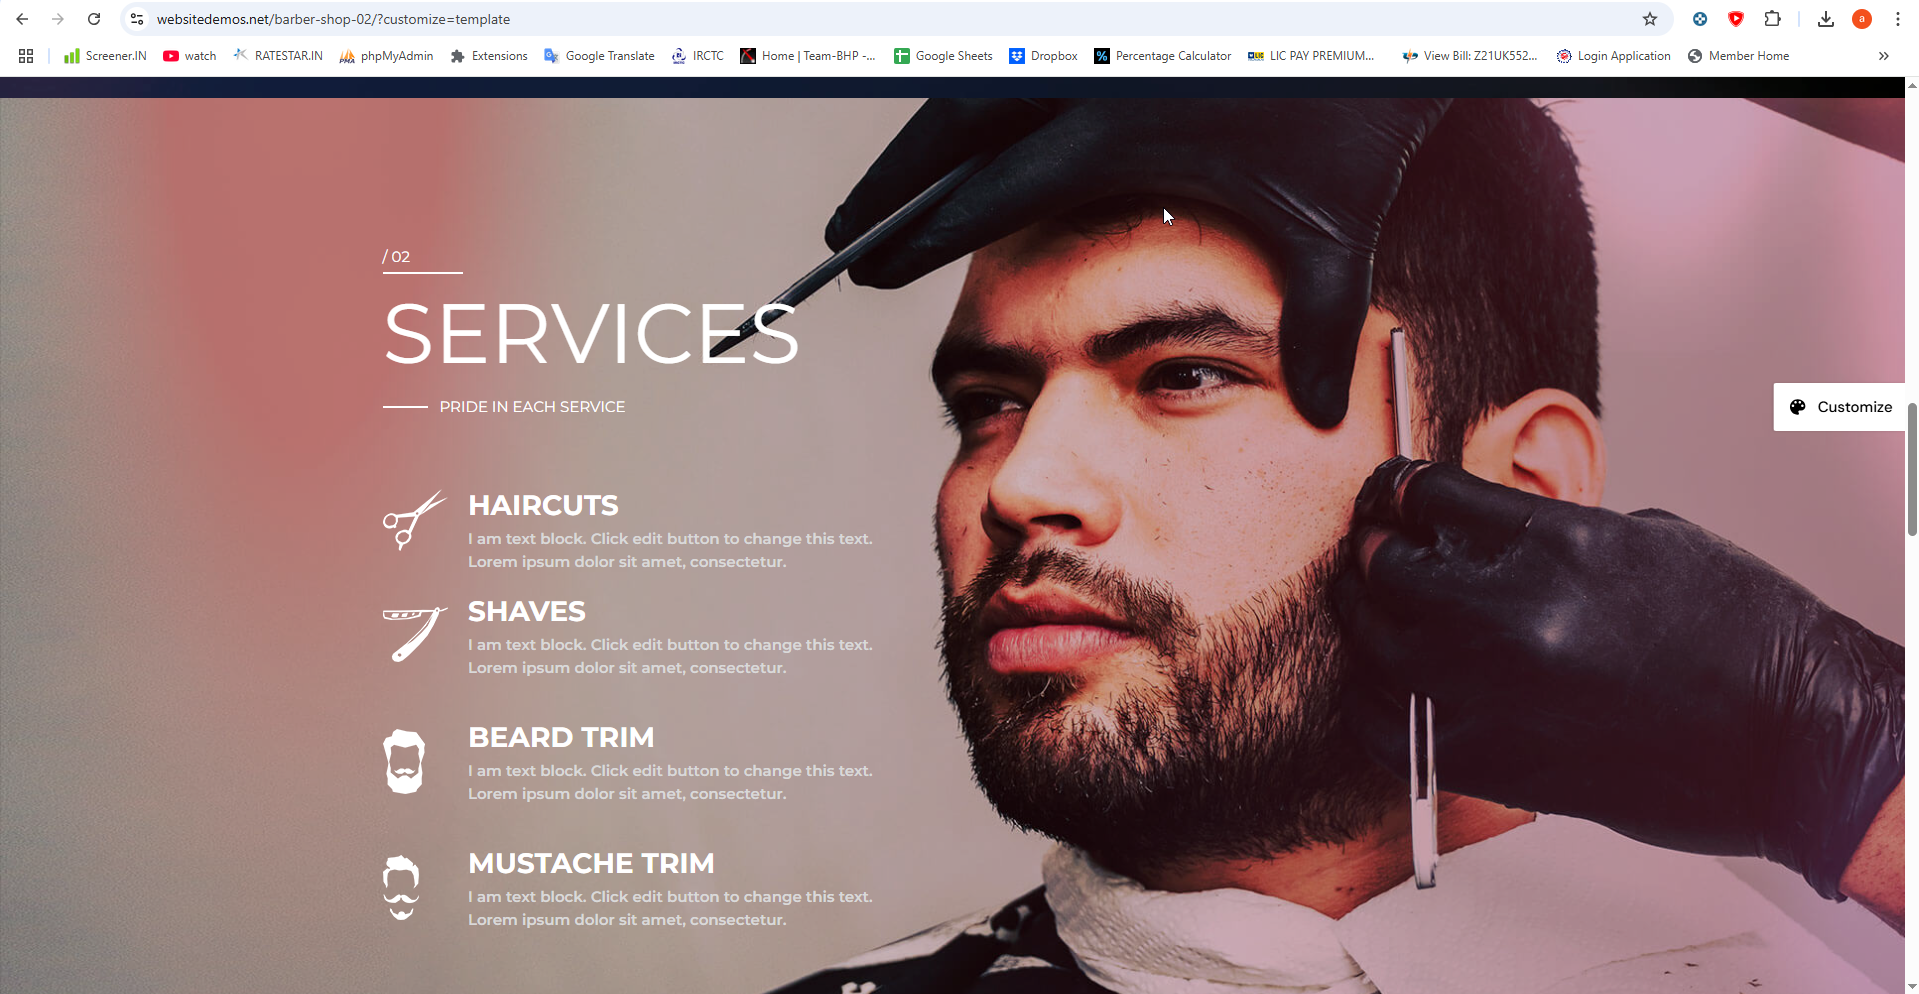 websitedemos.net/barber-shop-02/?customize=template
a
Screener.IN
watch
RATESTAR.IN
phpMyAdmin
Extensions
Google Translate
IRCTC
Home | Team-BHP -...
Google Sheets
Dropbox
Percentage Calculator
LIC PAY PREMIUM...
View Bill: Z21UK552...
Login Application
Member Home
/ 02
SERVICES
PRIDE IN EACH SERVICE
Customize
HAIRCUTS
I am text block. Click edit button to change this text.
Lorem ipsum dolor sit amet, consectetur.
SHAVES
I am text block. Click edit button to change this text.
Lorem ipsum dolor sit amet, consectetur.
BEARD TRIM
I am text block. Click edit button to change this text.
Lorem ipsum dolor sit amet, consectetur.
MUSTACHE TRIM
I am text block. Click edit button to change this text.
Lorem ipsum dolor sit amet, consectetur.